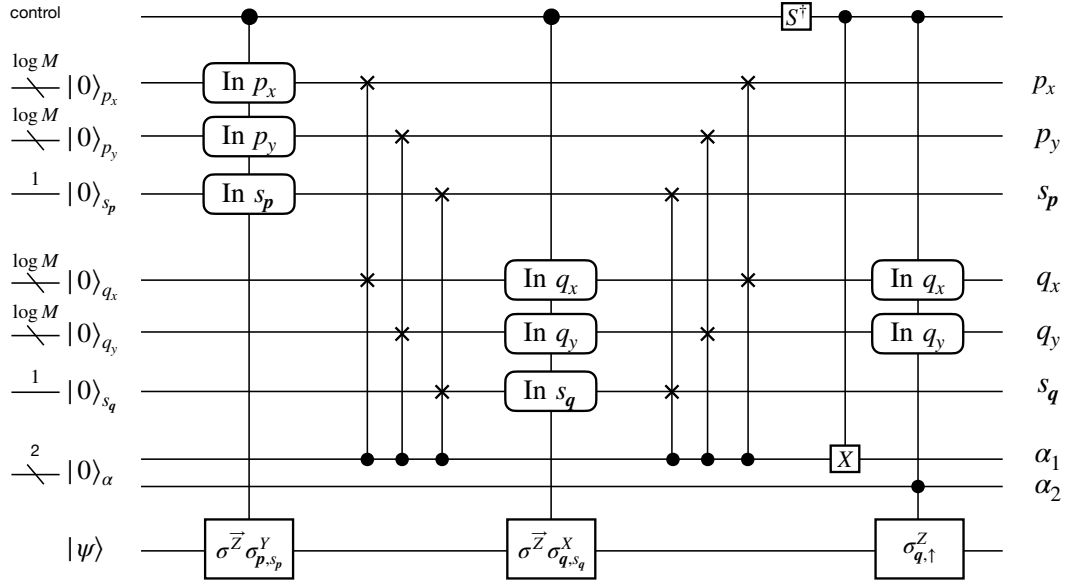 control S†
log M |0⟩_{p_x} In p_x p_x
log M |0⟩_{p_y} In p_y p_y
1 |0⟩_{s_p} In s_p s_p
log M |0⟩_{q_x} In q_x In q_x q_x
log M |0⟩_{q_y} In q_y In q_y q_y
1 |0⟩_{s_q} In s_q s_q
2 |0⟩_α X α_1
α_2
|ψ⟩ σ^{\vec{Z}} σ^Y_{p,s_p} σ^{\vec{Z}} σ^X_{q,s_q} σ^Z_{q,↑}